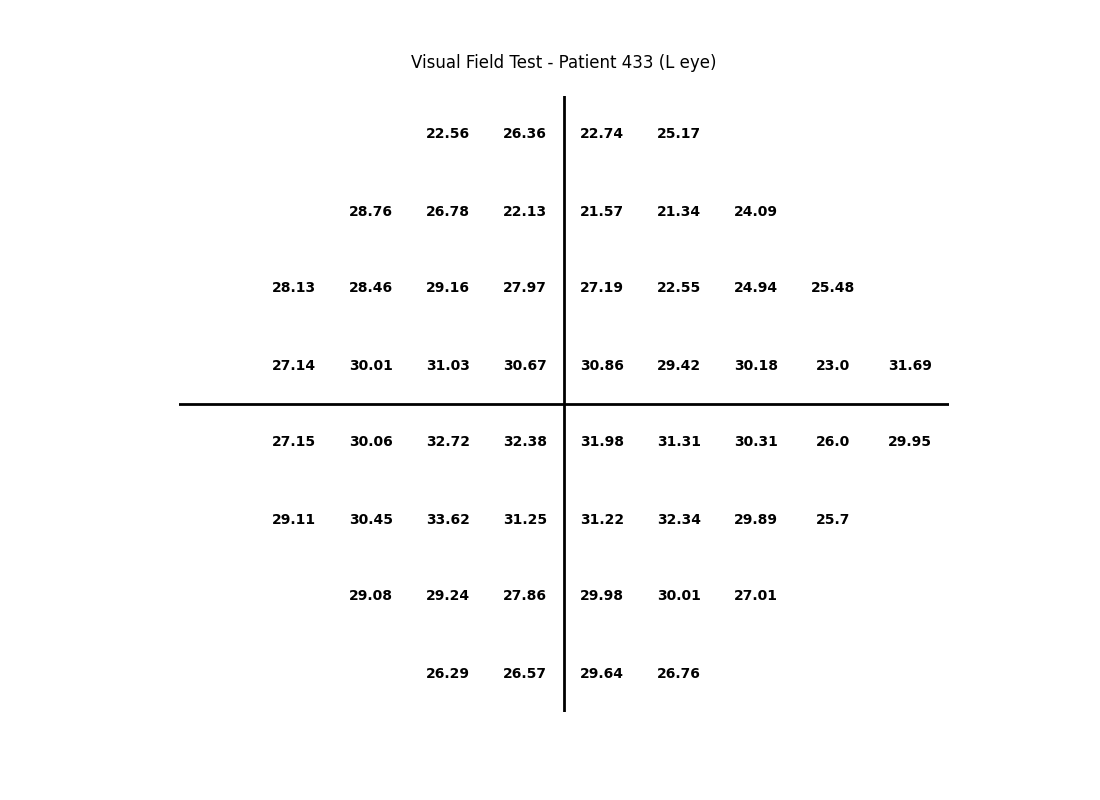 Visual Field Test - Patient 433 (L eye)
22.56 26.36 22.74 25.17
28.76 26.78 22.13 21.57 21.34 24.09
28.13 28.46 29.16 27.97 27.19 22.55 24.94 25.48
27.14 30.01 31.03 30.67 30.86 29.42 30.18 23.0 31.69
27.15 30.06 32.72 32.38 31.98 31.31 30.31 26.0 29.95
29.11 30.45 33.62 31.25 31.22 32.34 29.89 25.7
29.08 29.24 27.86 29.98 30.01 27.01
26.29 26.57 29.64 26.76